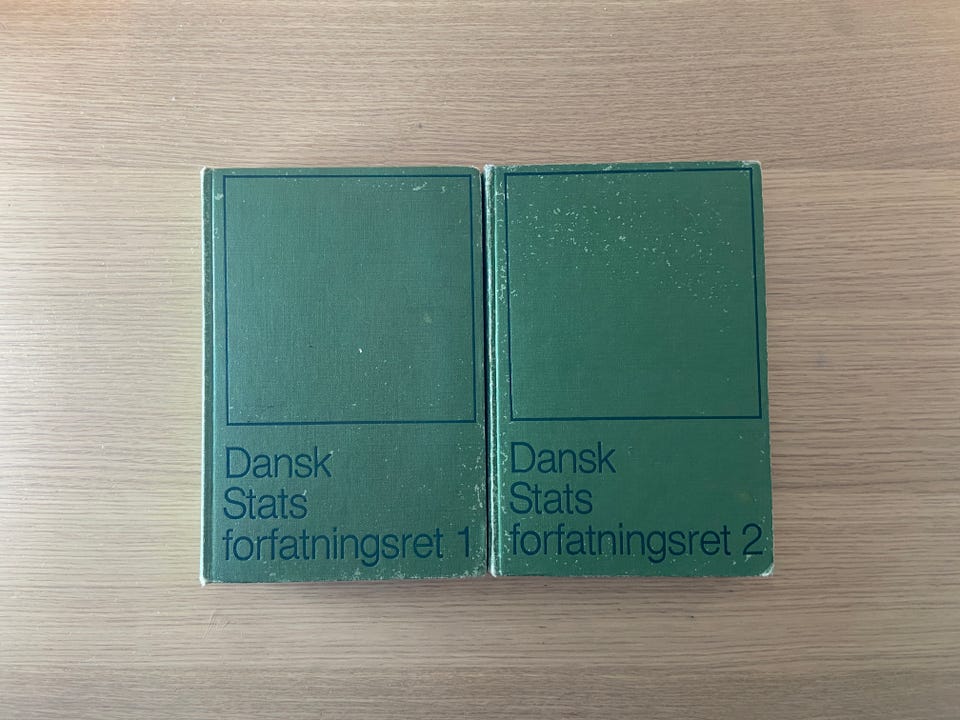 Dansk
Stats
forfatningsret 1
Dansk
Stats
forfatningsret 2